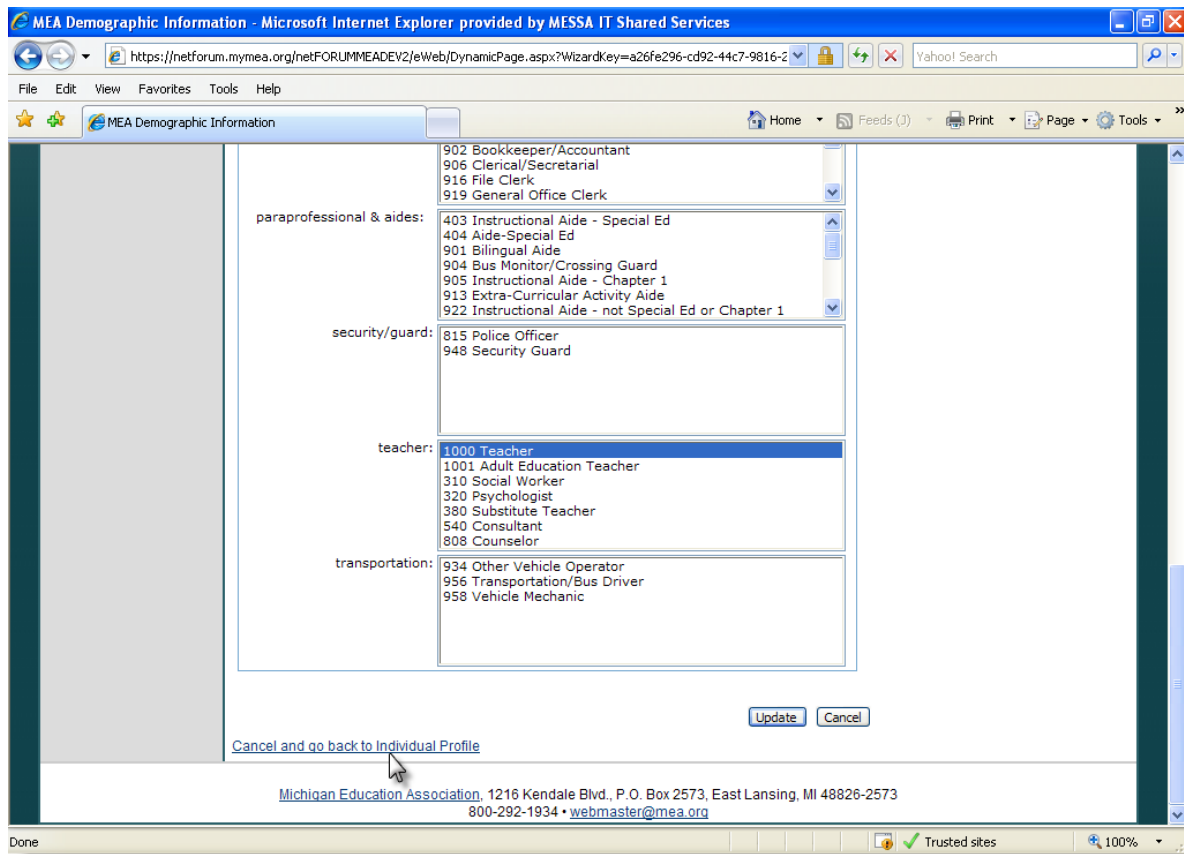 MEA Demographic Information - Microsoft Internet Explorer provided by MESSA IT Shared Services
https://netforum.mymea.org/netFORUMMEADEV2/eWeb/DynamicPage.aspx?WizardKey=a26fe296-cd92-44c7-9816-2
Yahoo! Search
File Edit View Favorites Tools Help
MEA Demographic Information
Home Feeds (J) Print Page Tools »
902 Bookkeeper/Accountant
906 Clerical/Secretarial
916 File Clerk
919 General Office Clerk
paraprofessional & aides:
403 Instructional Aide - Special Ed
404 Aide-Special Ed
901 Bilingual Aide
904 Bus Monitor/Crossing Guard
905 Instructional Aide - Chapter 1
913 Extra-Curricular Activity Aide
922 Instructional Aide - not Special Ed or Chapter 1
security/guard:
815 Police Officer
948 Security Guard
teacher:
1000 Teacher
1001 Adult Education Teacher
310 Social Worker
320 Psychologist
380 Substitute Teacher
540 Consultant
808 Counselor
transportation:
934 Other Vehicle Operator
956 Transportation/Bus Driver
958 Vehicle Mechanic
Update Cancel
Cancel and go back to Individual Profile
Michigan Education Association, 1216 Kendale Blvd., P.O. Box 2573, East Lansing, MI 48826-2573
800-292-1934 • webmaster@mea.org
Done Trusted sites 100%